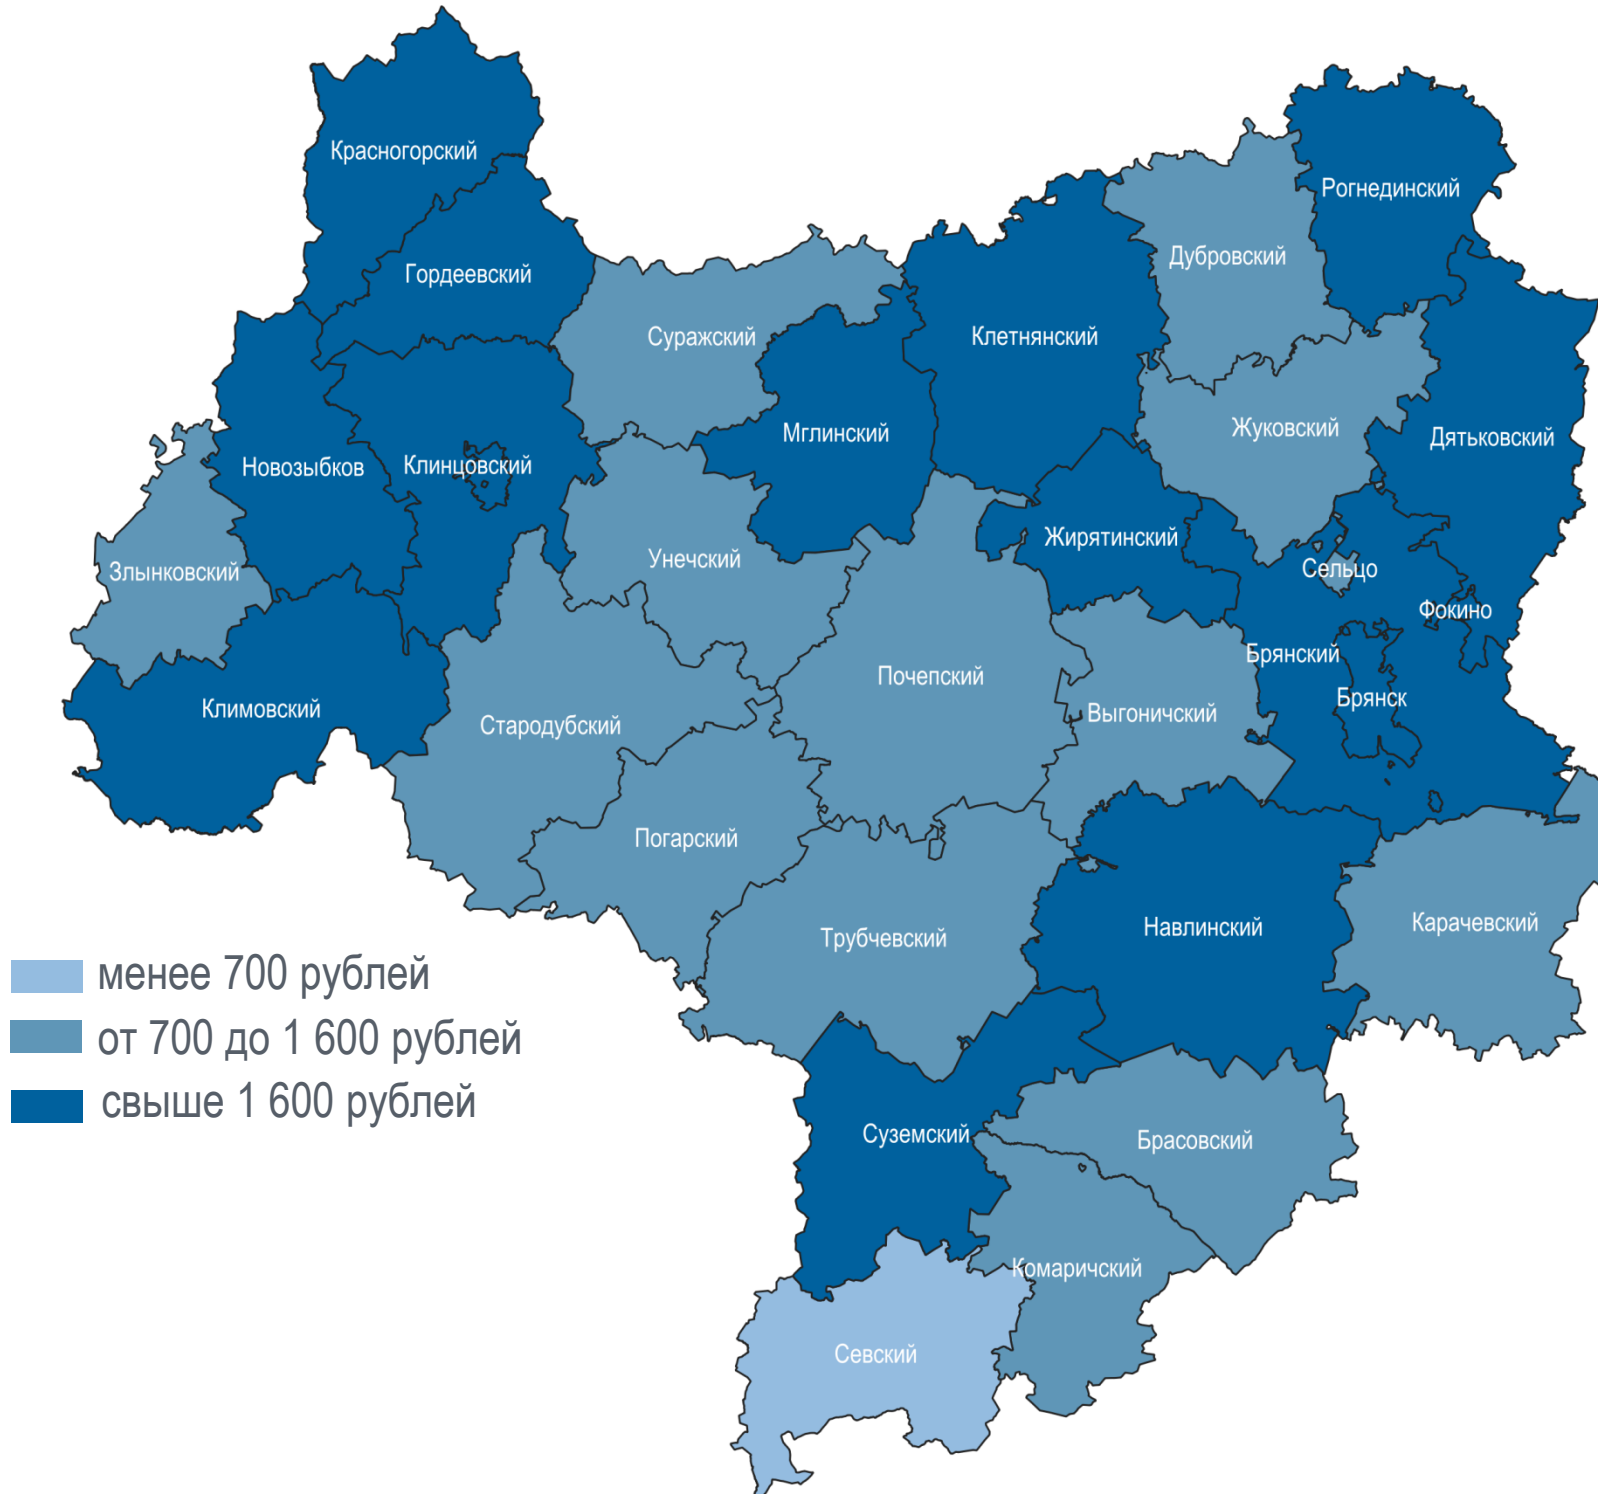 Красногорский
Рогнединский
Дубровский
Гордеевский
Суражский
Клетнянский
Жуковский
Мглинский
Дятьковский
Новозыбков
Клинцовский
Жирятинский
Унечский
Злынковский
Сельцо
Фокино
Брянский
Почепский
Брянск
Климовский
Выгоничский
Стародубский
Погарский
Карачевский
Навлинский
Трубчевский
менее 700 рублей
от 700 до 1 600 рублей
свыше 1 600 рублей
Суземский
Брасовский
Комаричский
Севский